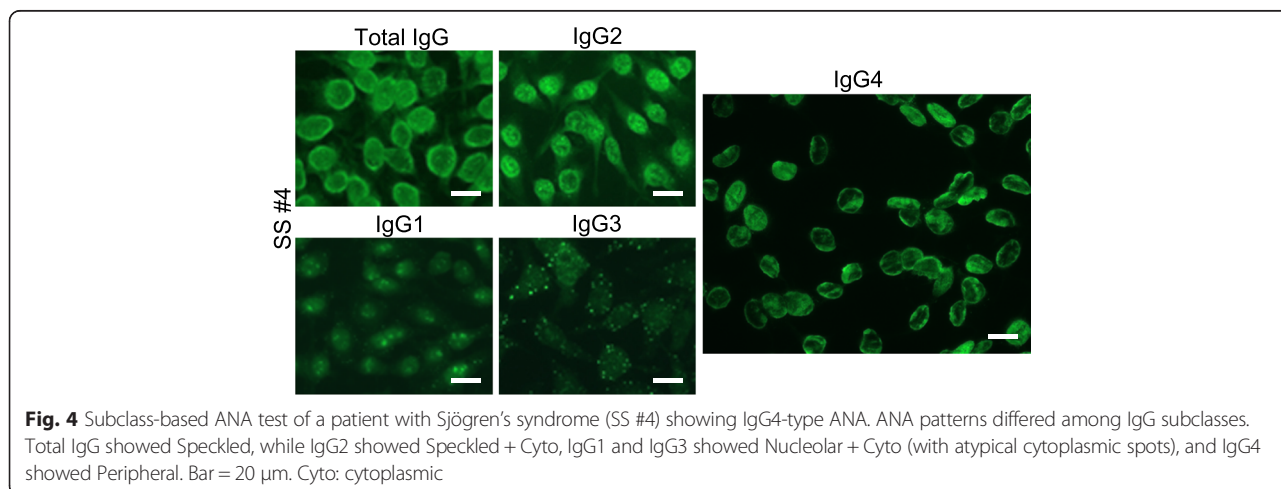 Total IgG
IgG2
IgG4
SS #4
IgG1
IgG3
Fig. 4 Subclass-based ANA test of a patient with Sjögren's syndrome (SS #4) showing IgG4-type ANA. ANA patterns differed among IgG subclasses.
Total IgG showed Speckled, while IgG2 showed Speckled + Cyto, IgG1 and IgG3 showed Nucleolar + Cyto (with atypical cytoplasmic spots), and IgG4
showed Peripheral. Bar = 20 μm. Cyto: cytoplasmic